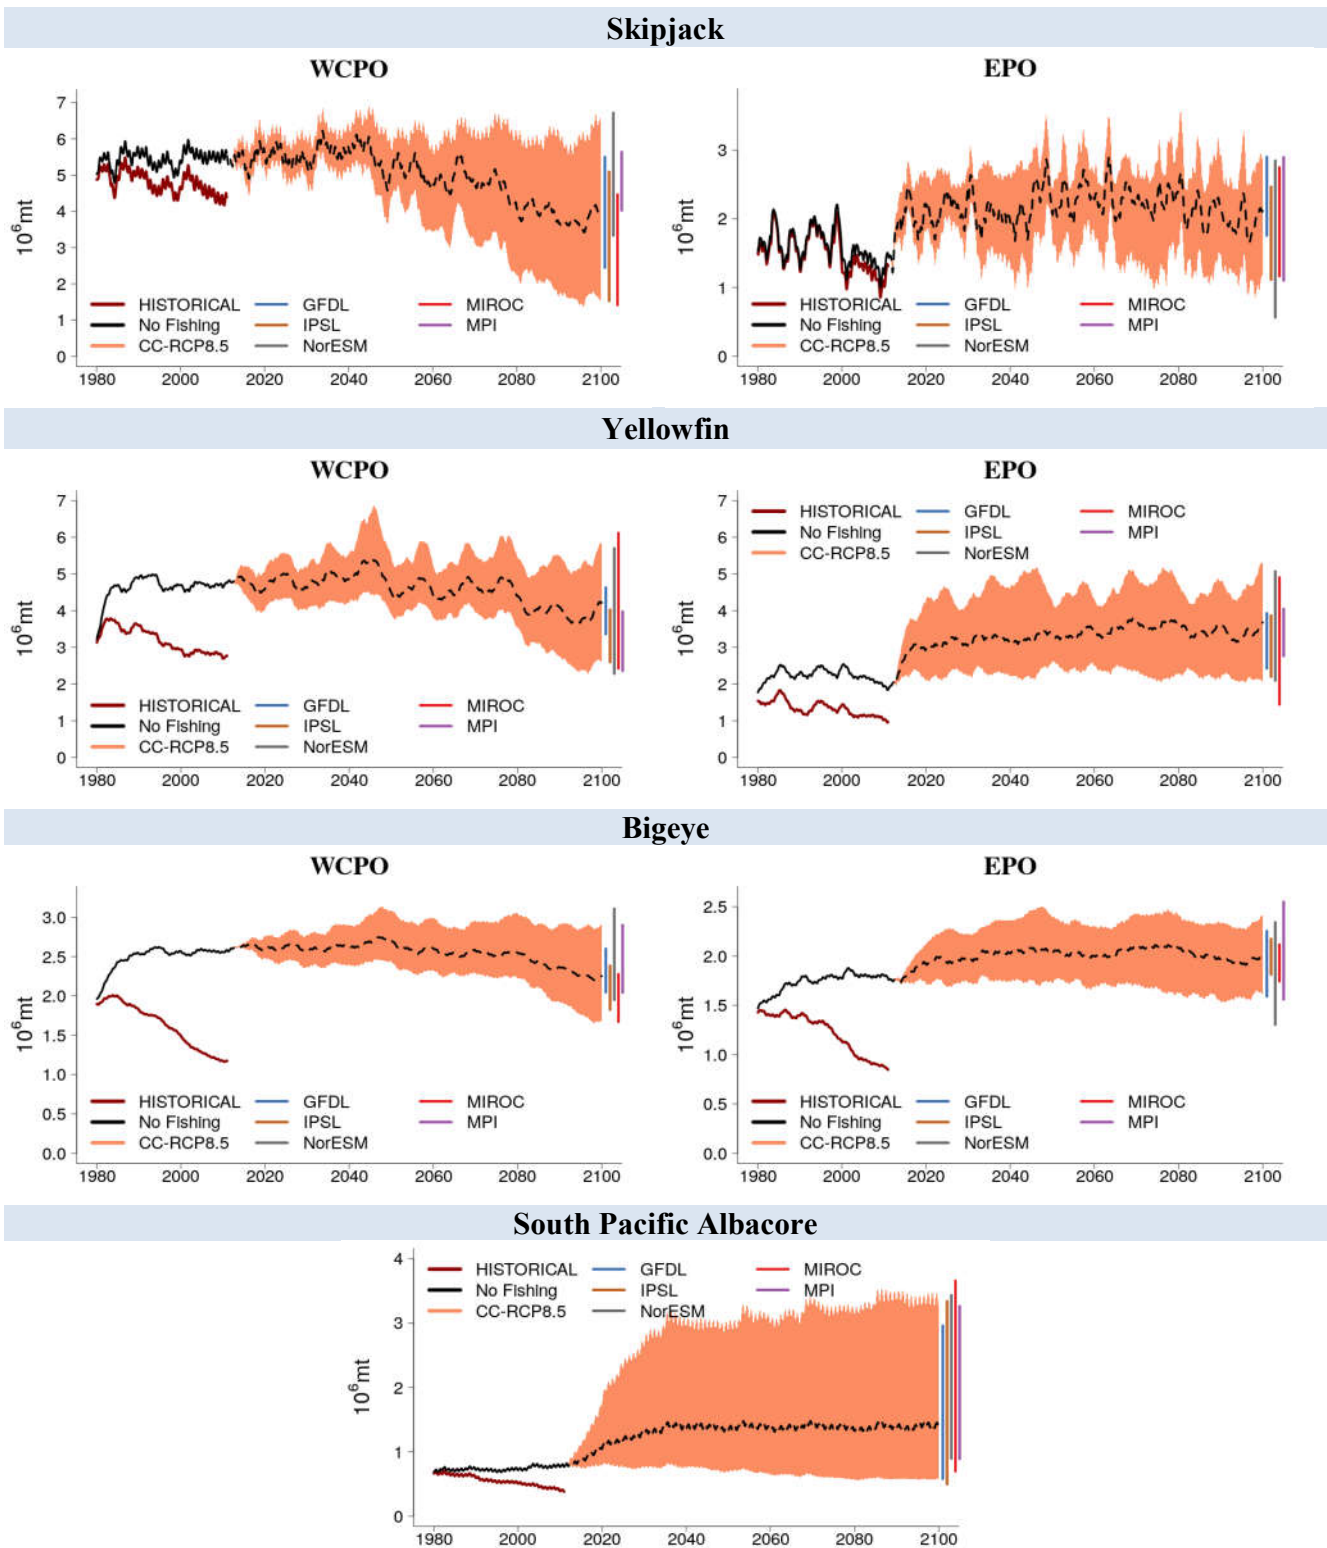 Skipjack
WCPO
EPO
10⁶mt
7
6
5
4
3
2
1
0
HISTORICAL
GFDL
MIROC
No Fishing
IPSL
MPI
CC-RCP8.5
NorESM
1980 2000 2020 2040 2060 2080 2100
10⁶mt
3
2
1
0
HISTORICAL
GFDL
MIROC
No Fishing
IPSL
MPI
CC-RCP8.5
NorESM
1980 2000 2020 2040 2060 2080 2100
Yellowfin
WCPO
EPO
10⁶mt
7
6
5
4
3
2
1
0
HISTORICAL
GFDL
MIROC
No Fishing
IPSL
MPI
CC-RCP8.5
NorESM
1980 2000 2020 2040 2060 2080 2100
10⁶mt
7
6
5
4
3
2
1
0
HISTORICAL
GFDL
MIROC
No Fishing
IPSL
MPI
CC-RCP8.5
NorESM
1980 2000 2020 2040 2060 2080 2100
Bigeye
WCPO
EPO
10⁶mt
3.0
2.5
2.0
1.5
1.0
0.5
0.0
HISTORICAL
GFDL
MIROC
No Fishing
IPSL
MPI
CC-RCP8.5
NorESM
1980 2000 2020 2040 2060 2080 2100
10⁶mt
2.5
2.0
1.5
1.0
0.5
0.0
HISTORICAL
GFDL
MIROC
No Fishing
IPSL
MPI
CC-RCP8.5
NorESM
1980 2000 2020 2040 2060 2080 2100
South Pacific Albacore
10⁶mt
4
3
2
1
0
HISTORICAL
GFDL
MIROC
No Fishing
IPSL
MPI
CC-RCP8.5
NorESM
1980 2000 2020 2040 2060 2080 2100